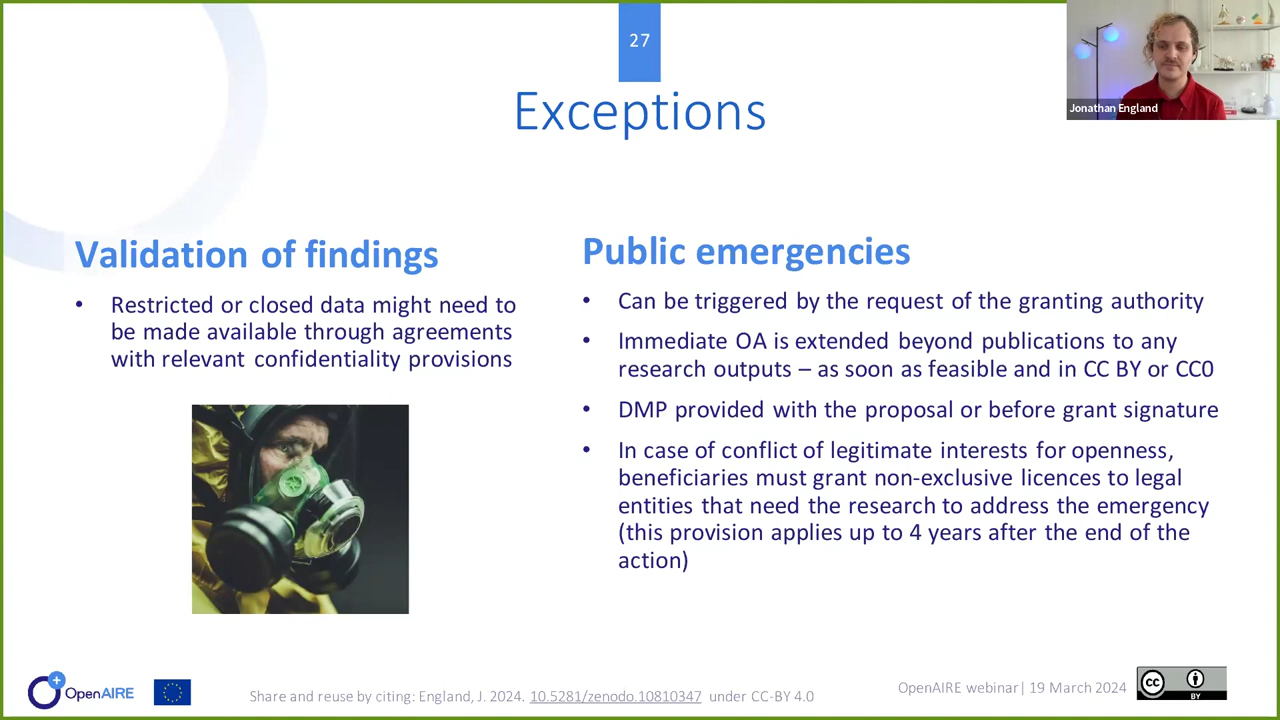 27
Exceptions
Jonathan England
Validation of findings
• Restricted or closed data might need to
be made available through agreements
with relevant confidentiality provisions
Public emergencies
• Can be triggered by the request of the granting authority
• Immediate OA is extended beyond publications to any
research outputs – as soon as feasible and in CC BY or CC0
• DMP provided with the proposal or before grant signature
• In case of conflict of legitimate interests for openness,
beneficiaries must grant non-exclusive licences to legal
entities that need the research to address the emergency
(this provision applies up to 4 years after the end of the
action)
OpenAIRE
Share and reuse by citing: England, J. 2024. 10.5281/zenodo.10810347 under CC-BY 4.0
OpenAIRE webinar| 19 March 2024
cc
BY